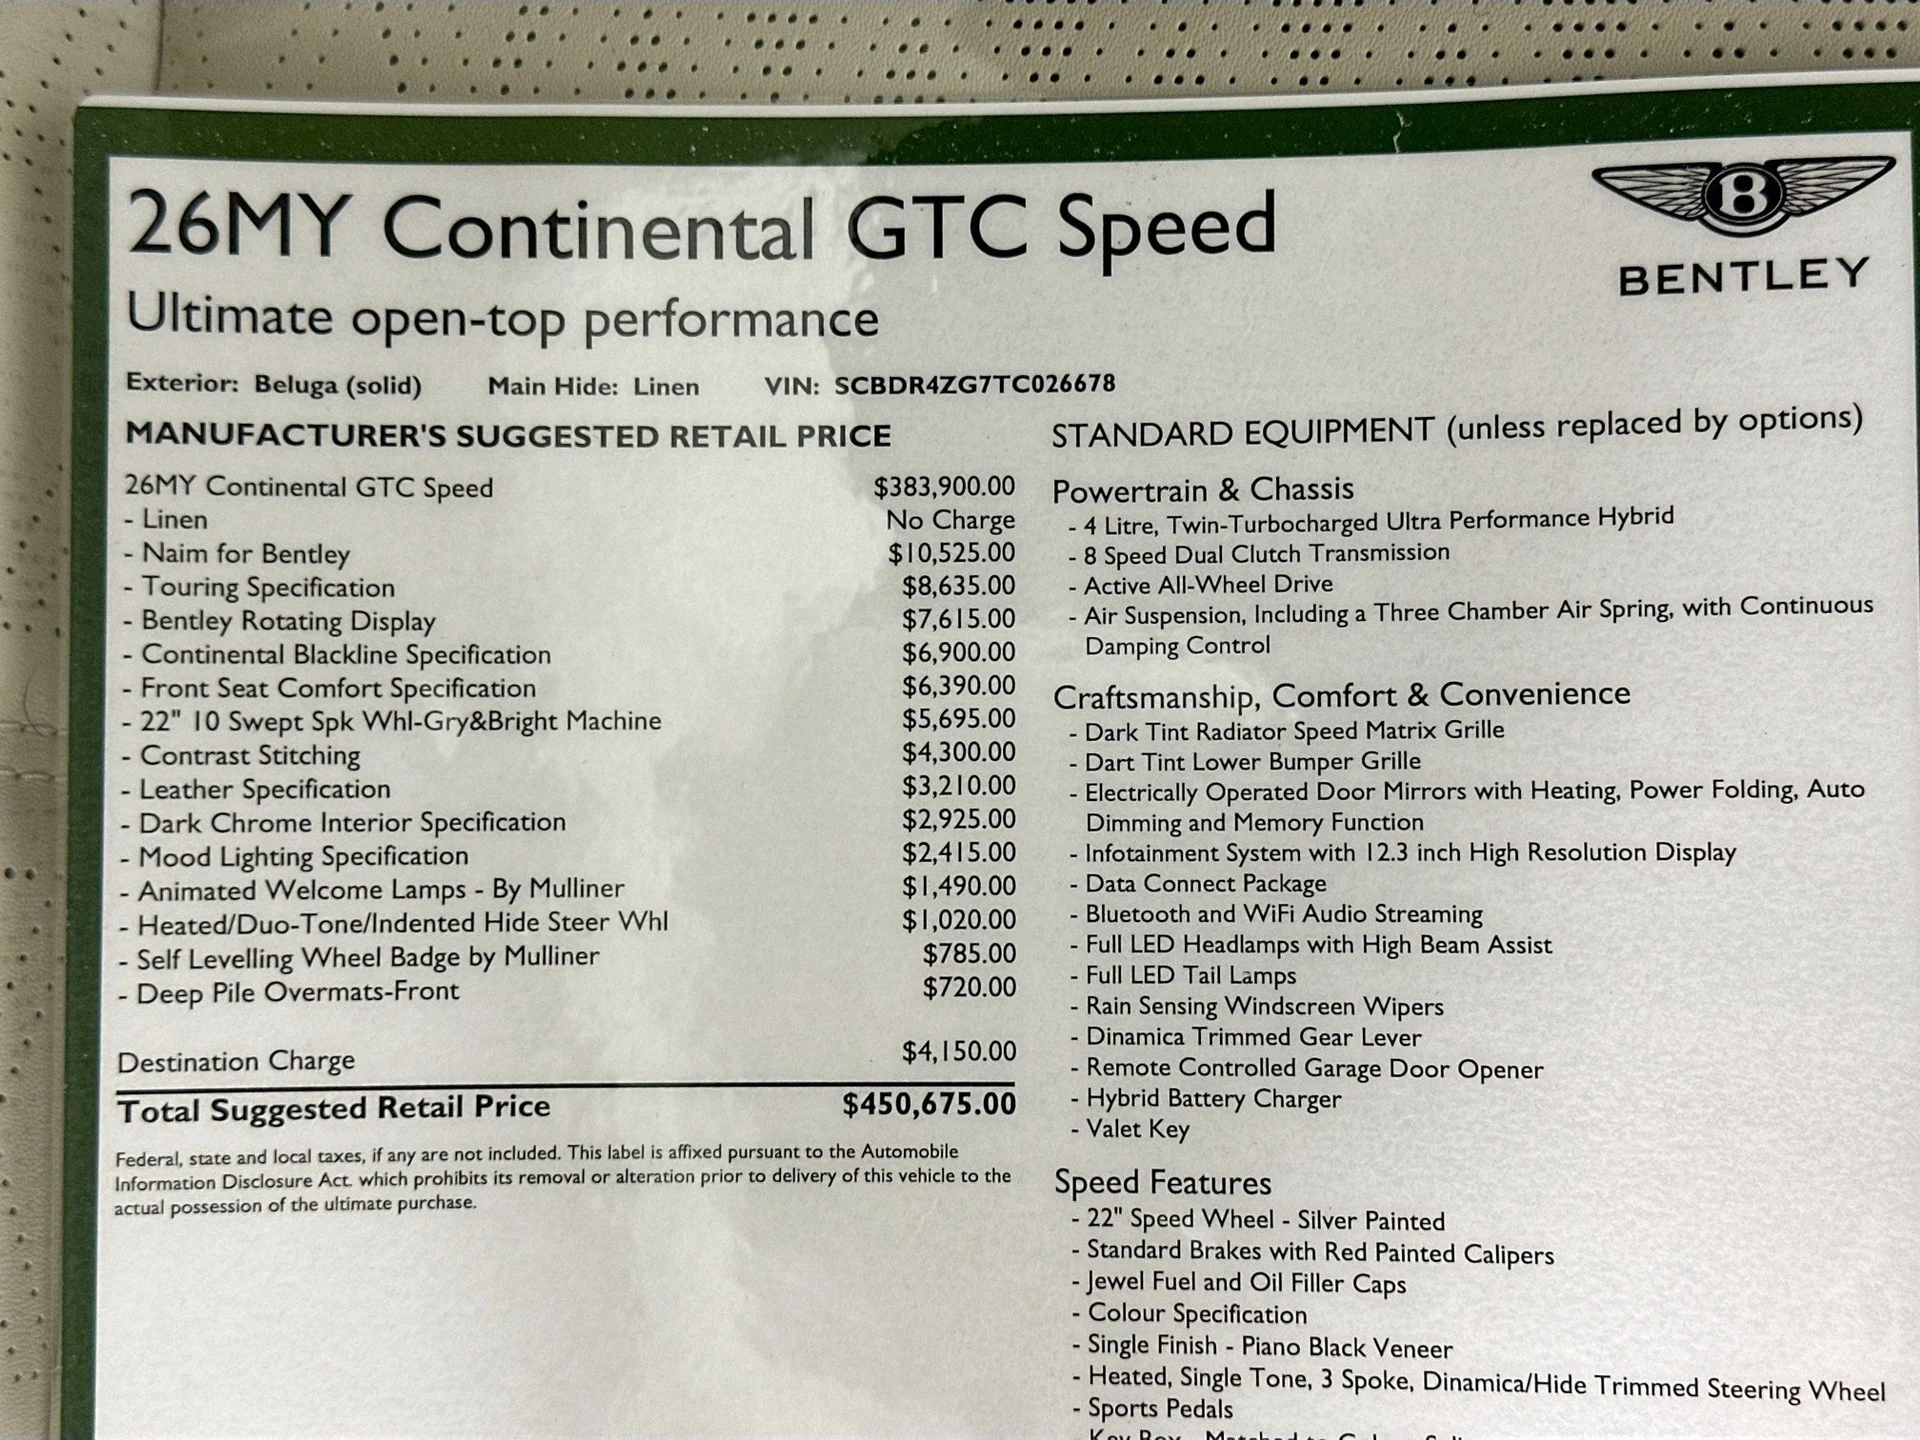 26MY Continental GTC Speed
B
BENTLEY
Ultimate open-top performance
Exterior: Beluga (solid) Main Hide: Linen VIN: SCBDR4ZG7TC026678
MANUFACTURER'S SUGGESTED RETAIL PRICE
26MY Continental GTC Speed $383,900.00
- Linen No Charge
- Naim for Bentley $10,525.00
- Touring Specification $8,635.00
- Bentley Rotating Display $7,615.00
- Continental Blackline Specification $6,900.00
- Front Seat Comfort Specification $6,390.00
- 22" 10 Swept Spk Whl-Gry&Bright Machine $5,695.00
- Contrast Stitching $4,300.00
- Leather Specification $3,210.00
- Dark Chrome Interior Specification $2,925.00
- Mood Lighting Specification $2,415.00
- Animated Welcome Lamps - By Mulliner $1,490.00
- Heated/Duo-Tone/Indented Hide Steer Whl $1,020.00
- Self Levelling Wheel Badge by Mulliner $785.00
- Deep Pile Overmats-Front $720.00
Destination Charge $4,150.00
Total Suggested Retail Price $450,675.00
Federal, state and local taxes, if any are not included. This label is affixed pursuant to the Automobile
Information Disclosure Act. which prohibits its removal or alteration prior to delivery of this vehicle to the
actual possession of the ultimate purchase.
STANDARD EQUIPMENT (unless replaced by options)
Powertrain & Chassis
- 4 Litre, Twin-Turbocharged Ultra Performance Hybrid
- 8 Speed Dual Clutch Transmission
- Active All-Wheel Drive
- Air Suspension, Including a Three Chamber Air Spring, with Continuous
Damping Control
Craftsmanship, Comfort & Convenience
- Dark Tint Radiator Speed Matrix Grille
- Dart Tint Lower Bumper Grille
- Electrically Operated Door Mirrors with Heating, Power Folding, Auto
Dimming and Memory Function
- Infotainment System with 12.3 inch High Resolution Display
- Data Connect Package
- Bluetooth and WiFi Audio Streaming
- Full LED Headlamps with High Beam Assist
- Full LED Tail Lamps
- Rain Sensing Windscreen Wipers
- Dinamica Trimmed Gear Lever
- Remote Controlled Garage Door Opener
- Hybrid Battery Charger
- Valet Key
Speed Features
- 22" Speed Wheel - Silver Painted
- Standard Brakes with Red Painted Calipers
- Jewel Fuel and Oil Filler Caps
- Colour Specification
- Single Finish - Piano Black Veneer
- Heated, Single Tone, 3 Spoke, Dinamica/Hide Trimmed Steering Wheel
- Sports Pedals
- Key Box - Matched to Colour